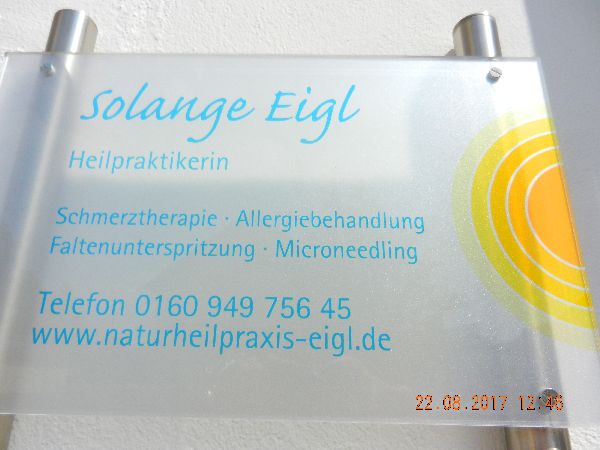 Solange Eigl
Heilpraktikerin
Schmerztherapie · Allergiebehandlung
Faltenunterspritzung · Microneedling
Telefon 0160 949 756 45
www.naturheilpraxis-eigl.de
22.08.2017 12:46